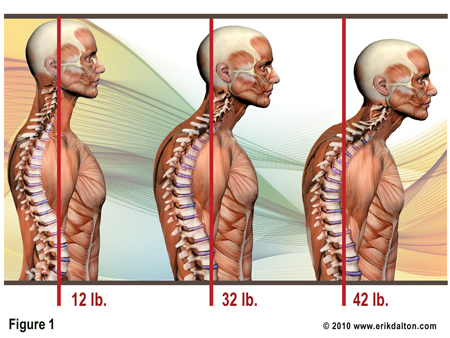 12 lb. 32 lb. 42 lb.
Figure 1 © 2010 www.erikdalton.com